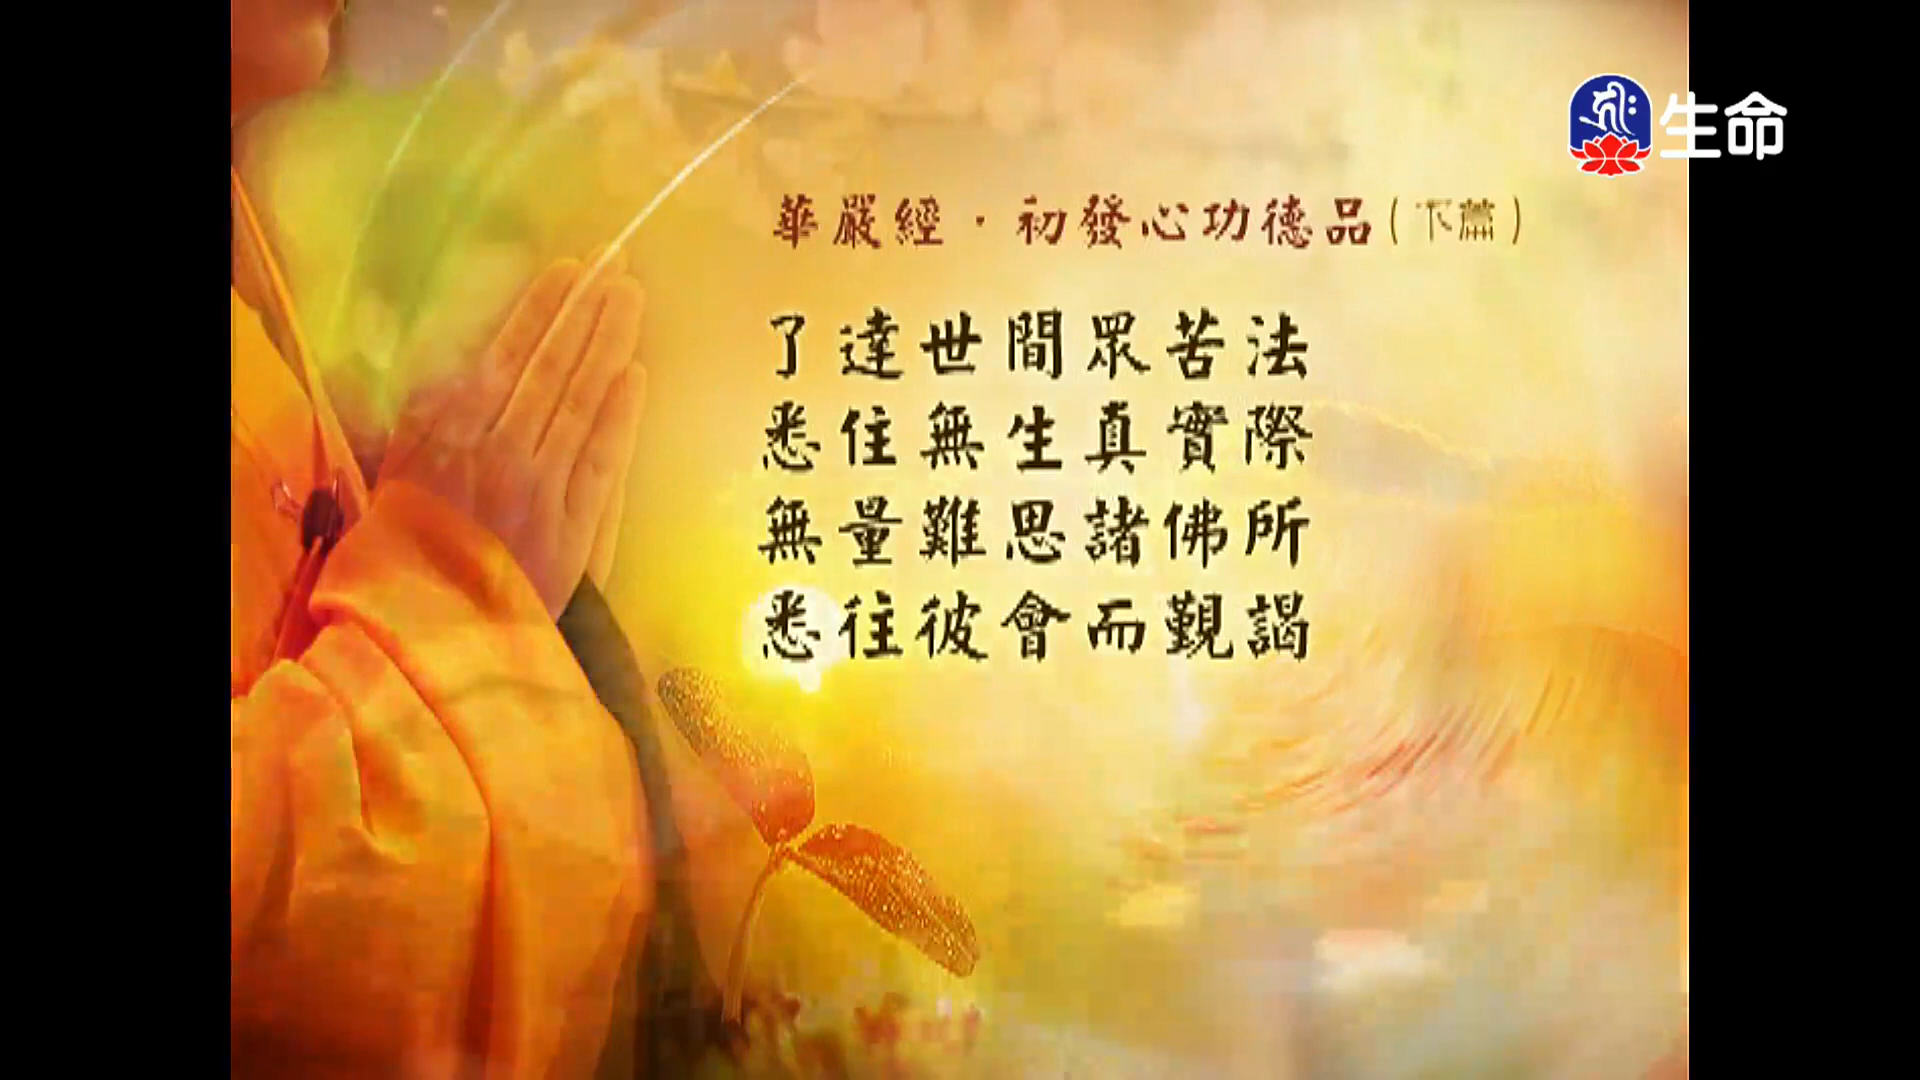 生命
華嚴經·初發心功德品(下篇)
了達世間眾苦法
悉住無生真實際
無量難思諸佛所
悉往彼會而覲謁